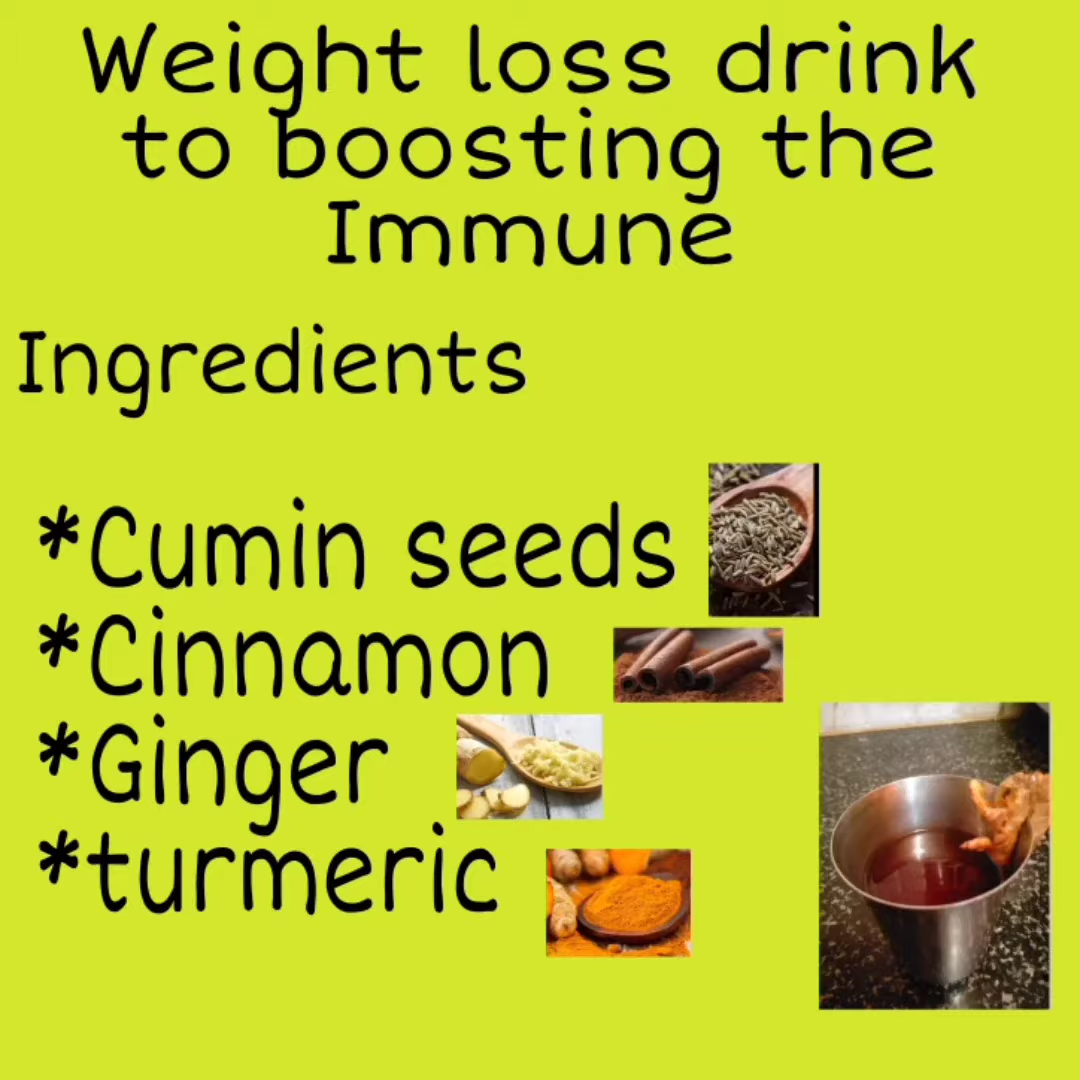 Weight loss drink
to boosting the
Immune
Ingredients
*Cumin seeds
*Cinnamon
*Ginger
*turmeric